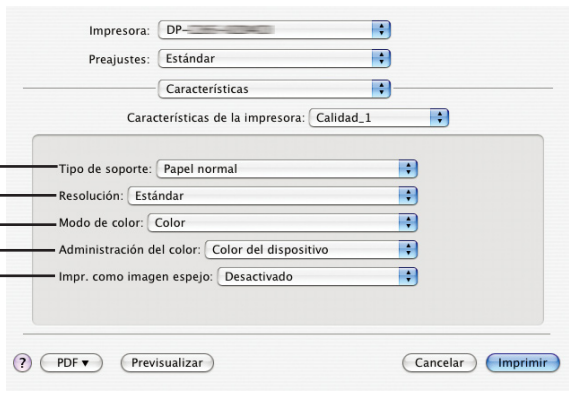 Impresora: DP-
Preajustes: Estándar
Características
Características de la impresora: Calidad_1
Tipo de soporte: Papel normal
Resolución: Estándar
Modo de color: Color
Administración del color: Color del dispositivo
Impr. como imagen espejo: Desactivado
? PDF ▼ Previsualizar Cancelar Imprimir